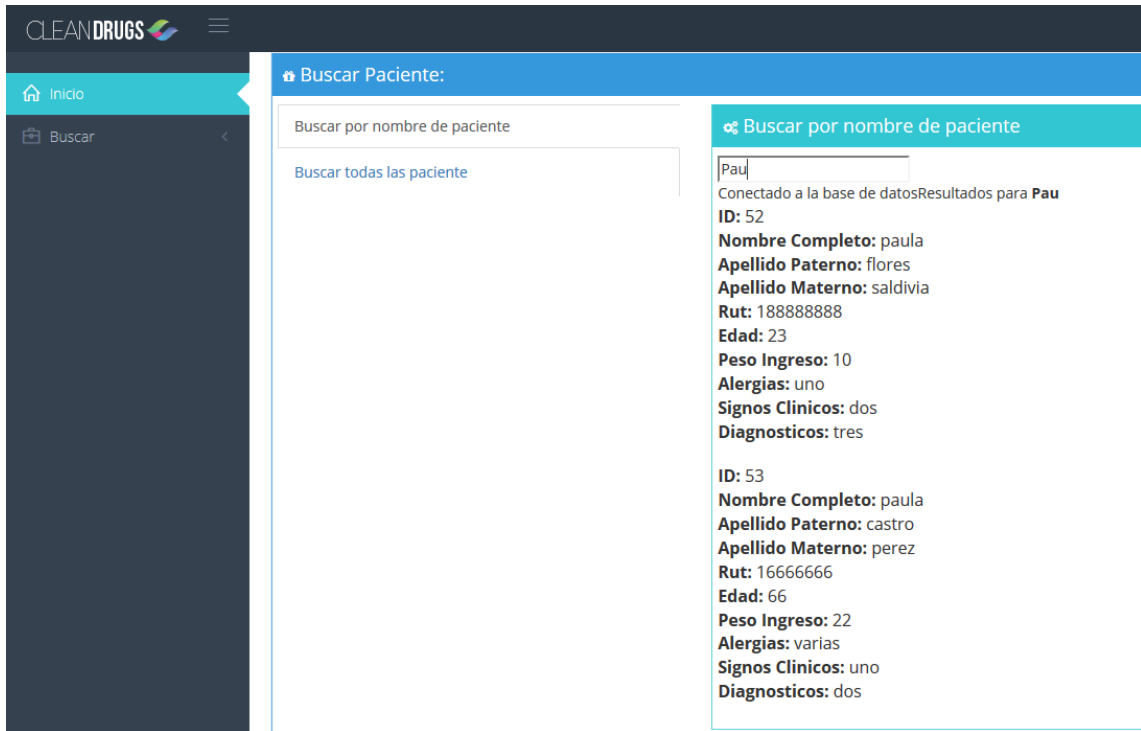 CLEANDRUGS
Inicio
Buscar
Buscar Paciente:
Buscar por nombre de paciente
Buscar todas las paciente
Buscar por nombre de paciente
Pau
Conectado a la base de datosResultados para Pau
ID: 52
Nombre Completo: paula
Apellido Paterno: flores
Apellido Materno: saldivia
Rut: 188888888
Edad: 23
Peso Ingreso: 10
Alergias: uno
Signos Clinicos: dos
Diagnosticos: tres
ID: 53
Nombre Completo: paula
Apellido Paterno: castro
Apellido Materno: perez
Rut: 16666666
Edad: 66
Peso Ingreso: 22
Alergias: varias
Signos Clinicos: uno
Diagnosticos: dos